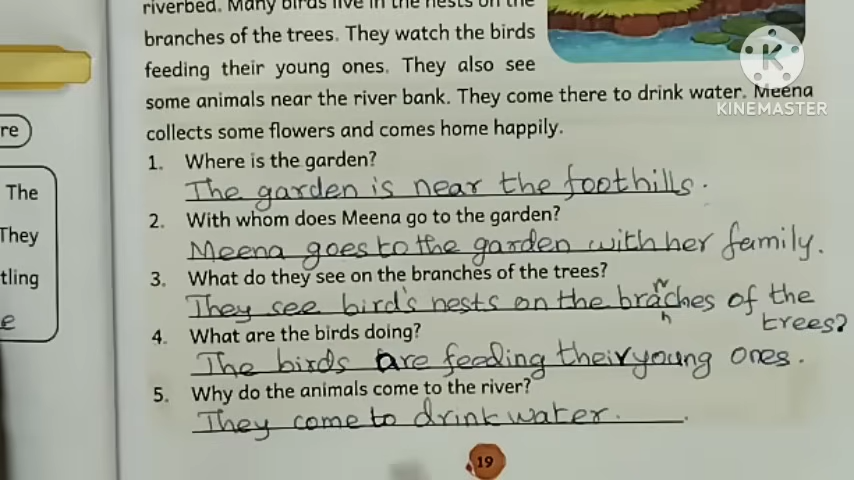 riverbed. Many birds live in the nests on the
branches of the trees. They watch the birds
feeding their young ones. They also see
some animals near the river bank. They come there to drink water. Meena
collects some flowers and comes home happily.
K
KINEMASTER
re
The
They
tling
e
1. Where is the garden?
The garden is near the foothills.
2. With whom does Meena go to the garden?
Meena goes to the garden with her family.
3. What do they see on the branches of the trees?
n
They see bird's nests on the braches of the
trees?
4. What are the birds doing?
The birds are feeding their young ones.
5. Why do the animals come to the river?
They come to drink water.
19